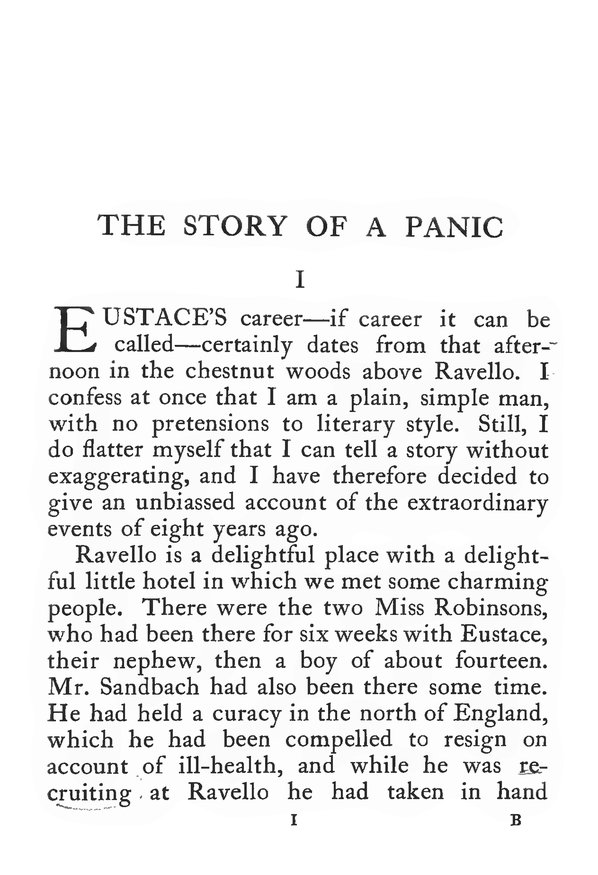 THE STORY OF A PANIC
I
EUSTACE'S career—if career it can be
called—certainly dates from that after-
noon in the chestnut woods above Ravello. I
confess at once that I am a plain, simple man,
with no pretensions to literary style. Still, I
do flatter myself that I can tell a story without
exaggerating, and I have therefore decided to
give an unbiassed account of the extraordinary
events of eight years ago.
Ravello is a delightful place with a delight-
ful little hotel in which we met some charming
people. There were the two Miss Robinsons,
who had been there for six weeks with Eustace,
their nephew, then a boy of about fourteen.
Mr. Sandbach had also been there some time.
He had held a curacy in the north of England,
which he had been compelled to resign on
account of ill-health, and while he was re-
cruiting at Ravello he had taken in hand
I B